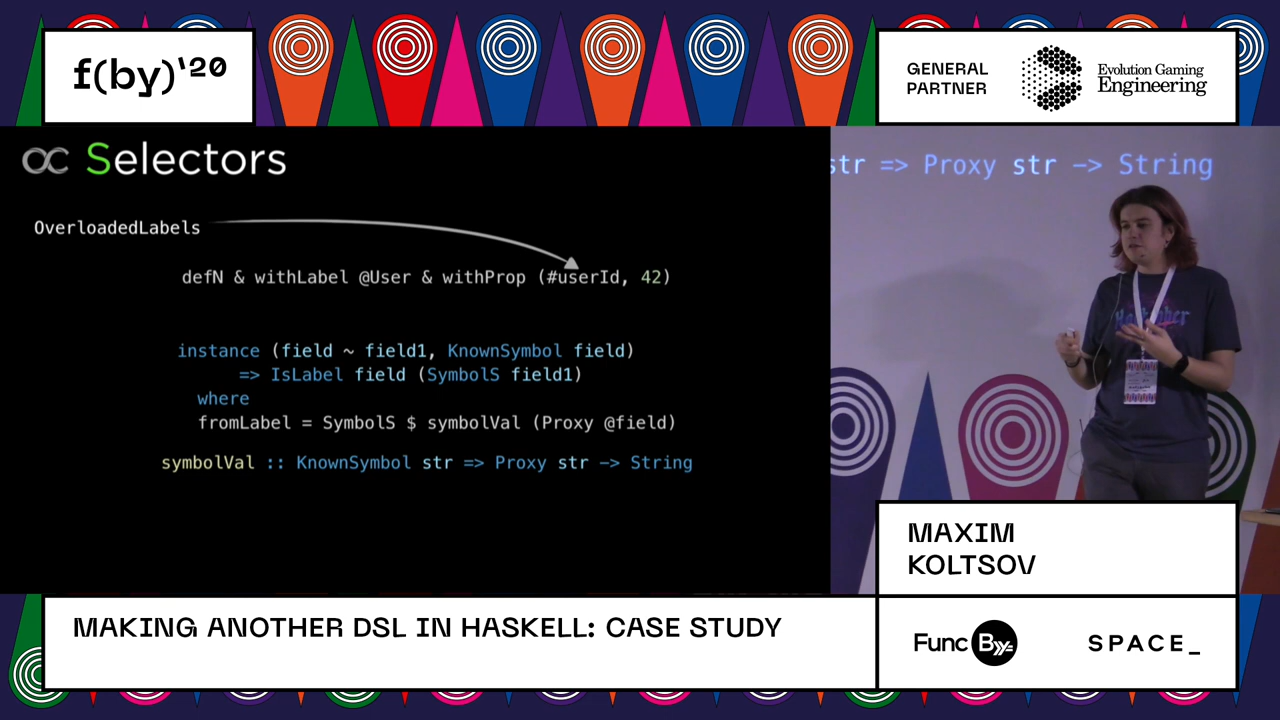 f(by)'20
GENERAL
PARTNER
Evolution Gaming
Engineering
Selectors
OverloadedLabels
defN & withLabel @User & withProp (#userId, 42)
instance (field ~ field1, KnownSymbol field)
=> IsLabel field (SymbolS field1)
where
fromLabel = SymbolS $ symbolVal (Proxy @field)
symbolVal :: KnownSymbol str => Proxy str -> String
str => Proxy str -> String
MAXIM
KOLTSOV
MAKING ANOTHER DSL IN HASKELL: CASE STUDY
Func By
SPACE_